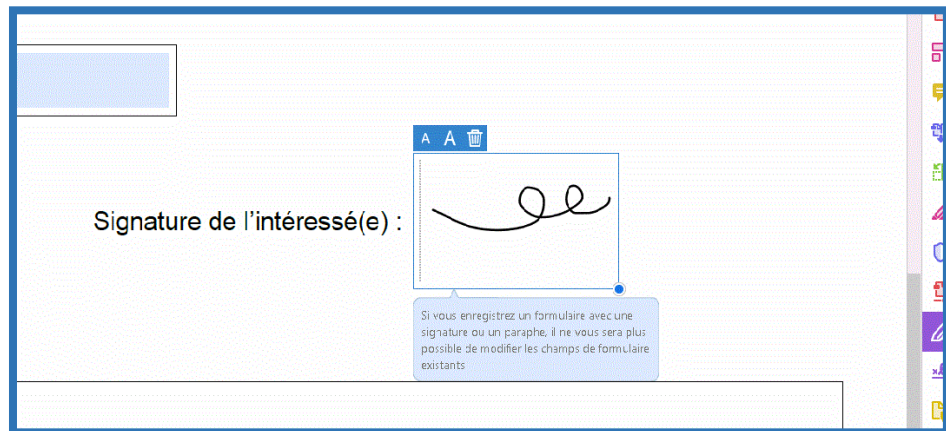 A A
Signature de l'intéressé(e) :
Si vous enregistrez un formulaire avec une
signature ou un paraphe, il ne vous sera plus
possible de modifier les champs de formulaire
existants